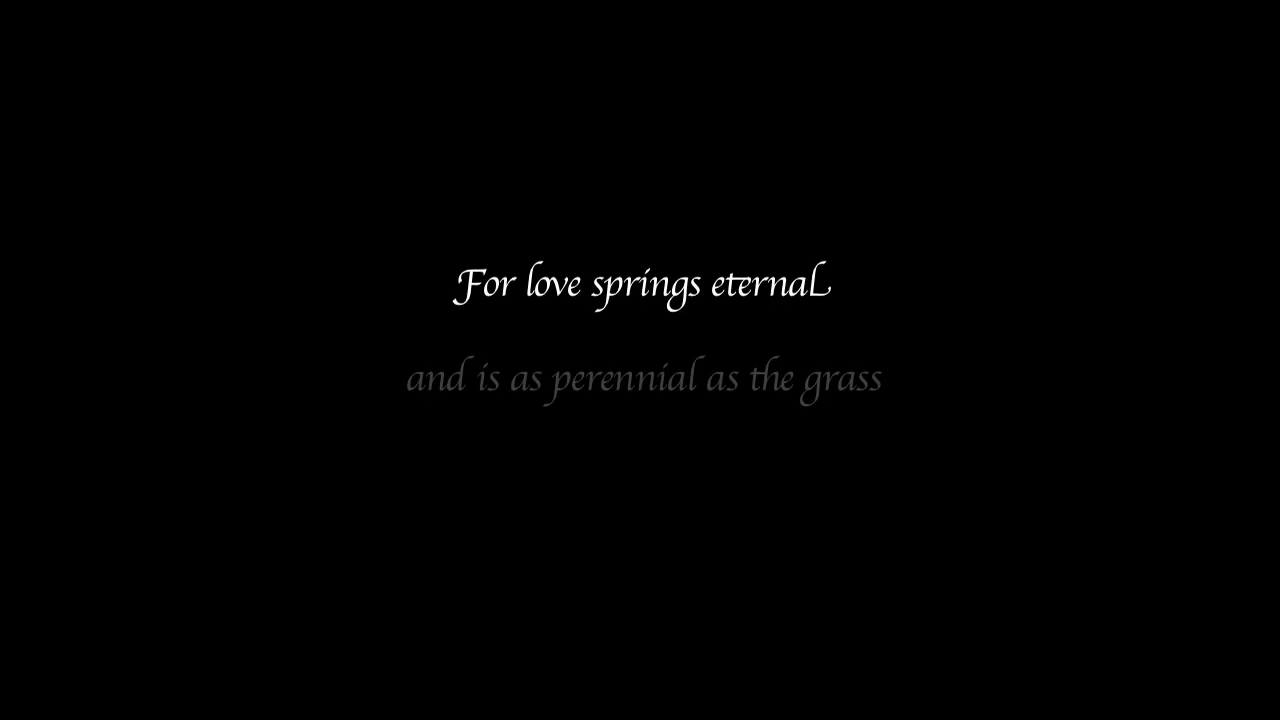 For love springs eternal
and is as perennial as the grass